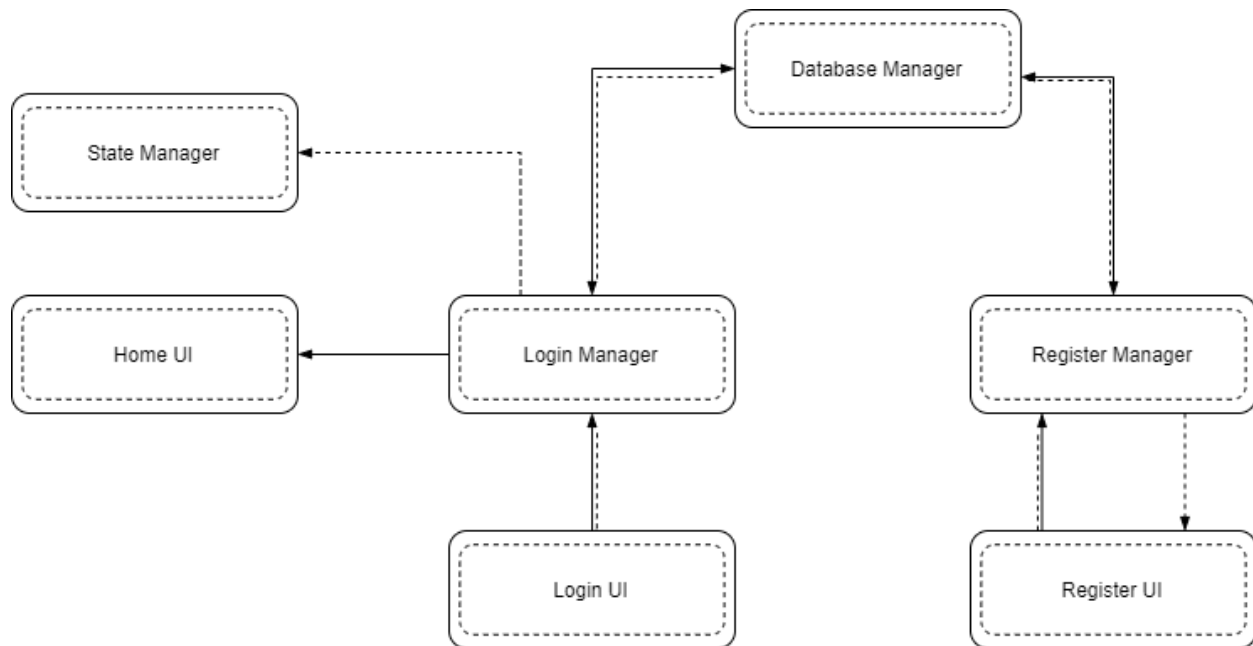 Database Manager
State Manager
Home UI
Login Manager
Register Manager
Login UI
Register UI